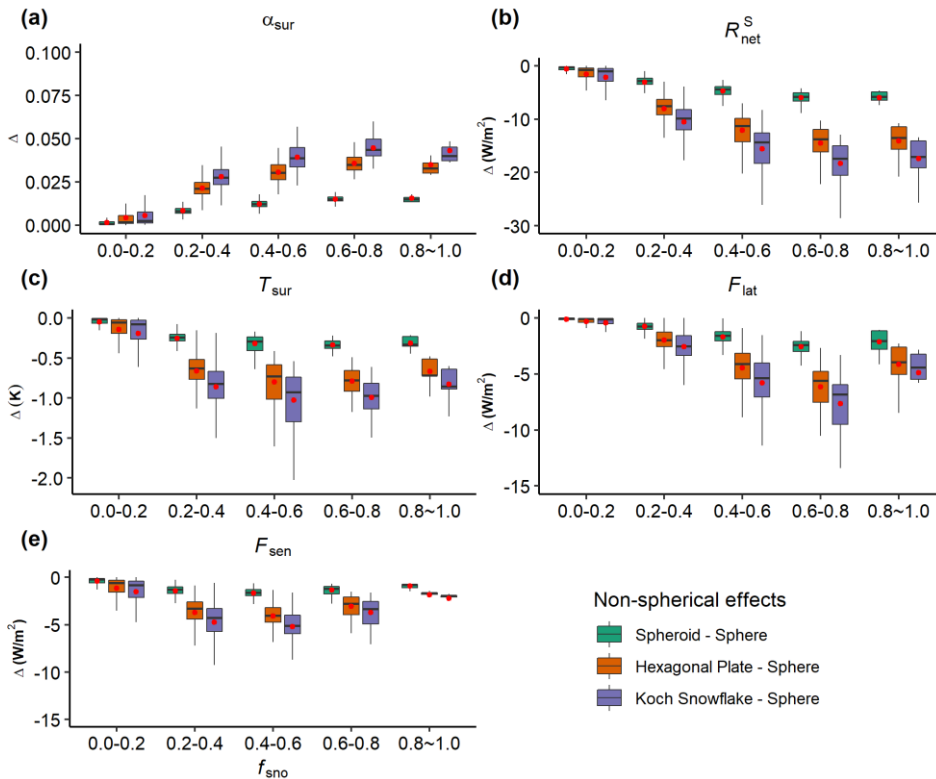 (a)
α_sur
0.100
0.075
0.050
0.025
0.000
Δ
0.0-0.2 0.2-0.4 0.4-0.6 0.6-0.8 0.8~1.0
(b)
R^S_net
0
-10
-20
-30
Δ (W/m²)
0.0-0.2 0.2-0.4 0.4-0.6 0.6-0.8 0.8~1.0
(c)
T_sur
0.0
-0.5
-1.0
-1.5
-2.0
Δ (K)
0.0-0.2 0.2-0.4 0.4-0.6 0.6-0.8 0.8~1.0
(d)
F_lat
0
-5
-10
-15
Δ (W/m²)
0.0-0.2 0.2-0.4 0.4-0.6 0.6-0.8 0.8~1.0
(e)
F_sen
0
-5
-10
-15
Δ (W/m²)
0.0-0.2 0.2-0.4 0.4-0.6 0.6-0.8 0.8~1.0
f_sno
Non-spherical effects
Spheroid - Sphere
Hexagonal Plate - Sphere
Koch Snowflake - Sphere